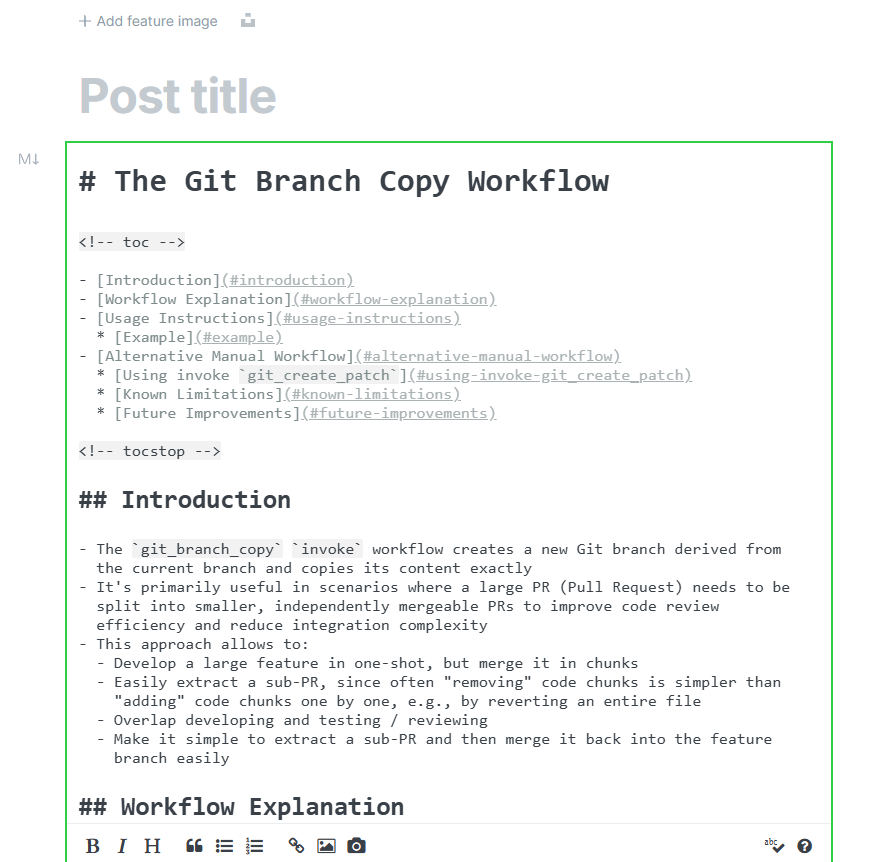 + Add feature image
Post title
M↓
# The Git Branch Copy Workflow
<!-- toc -->
- [Introduction](#introduction)
- [Workflow Explanation](#workflow-explanation)
- [Usage Instructions](#usage-instructions)
  * [Example](#example)
- [Alternative Manual Workflow](#alternative-manual-workflow)
  * [Using invoke `git_create_patch`](#using-invoke-git_create_patch)
  * [Known Limitations](#known-limitations)
  * [Future Improvements](#future-improvements)
<!-- tocstop -->
## Introduction
- The `git_branch_copy` `invoke` workflow creates a new Git branch derived from
  the current branch and copies its content exactly
- It's primarily useful in scenarios where a large PR (Pull Request) needs to be
  split into smaller, independently mergeable PRs to improve code review
  efficiency and reduce integration complexity
- This approach allows to:
  - Develop a large feature in one-shot, but merge it in chunks
  - Easily extract a sub-PR, since often "removing" code chunks is simpler than
    "adding" code chunks one by one, e.g., by reverting an entire file
  - Overlap developing and testing / reviewing
  - Make it simple to extract a sub-PR and then merge it back into the feature
    branch easily
## Workflow Explanation
B I H
1
2
3
abc
?